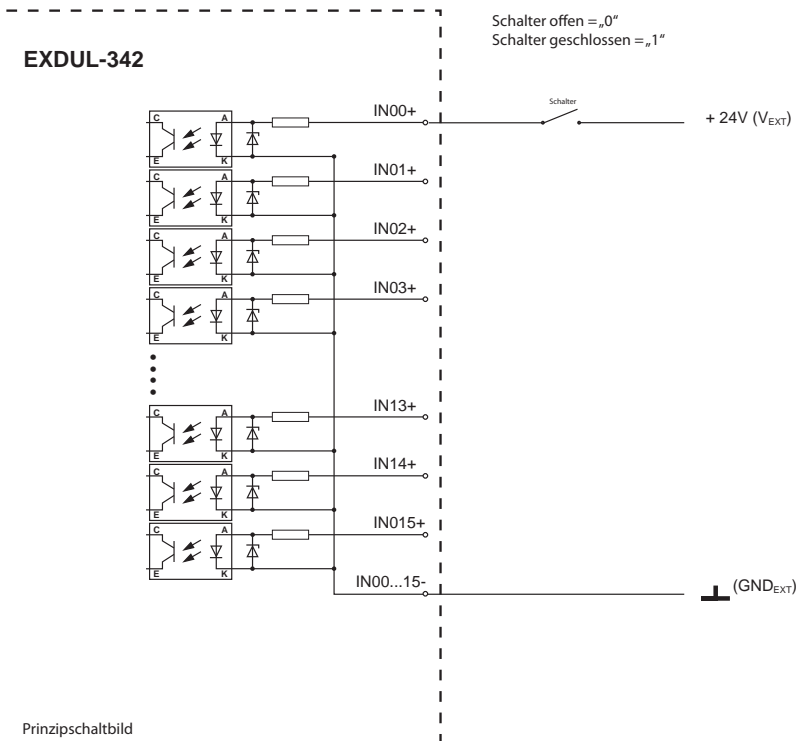 Schalter offen =„0“
Schalter geschlossen =„1“
EXDUL-342
C A E K IN00+ Schalter + 24V (VEXT)
C A E K IN01+
C A E K IN02+
C A E K IN03+
C A E K IN13+
C A E K IN14+
C A E K IN015+
IN00...15- (GNDEXT)
Prinzipschaltbild